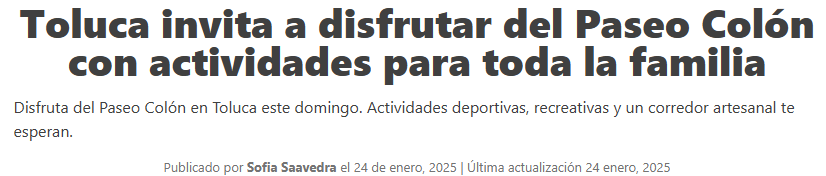 Toluca invita a disfrutar del Paseo Colón
con actividades para toda la familia
Disfruta del Paseo Colón en Toluca este domingo. Actividades deportivas, recreativas y un corredor artesanal te
esperan.
Publicado por Sofia Saavedra el 24 de enero, 2025 | Última actualización 24 enero, 2025